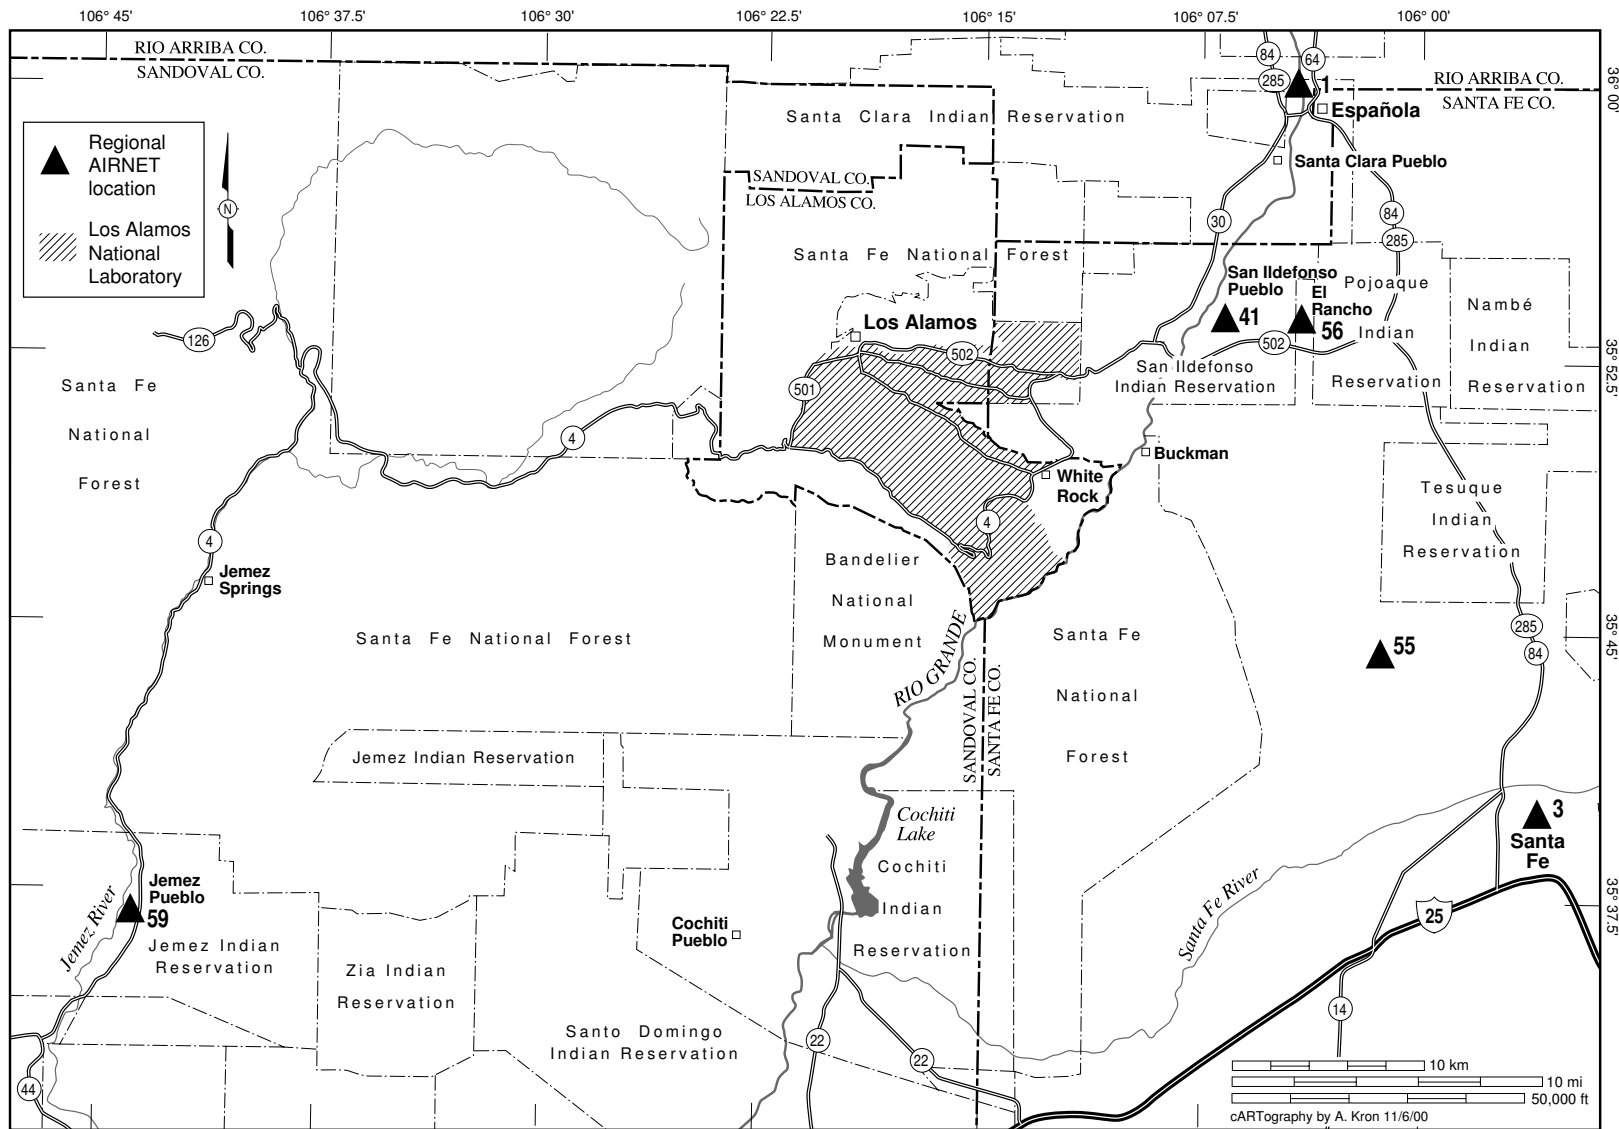 106° 45'
106° 37.5'
106° 30'
106° 22.5'
106° 15'
106° 07.5'
106° 00'
RIO ARRIBA CO.
SANDOVAL CO.
84
64
285
1
RIO ARRIBA CO.
SANTA FE CO.
36° 00'
Española
Santa Clara Indian Reservation
Regional
AIRNET
location
Los Alamos
National
Laboratory
N
Santa Clara Pueblo
SANDOVAL CO.
LOS ALAMOS CO.
30
84
285
Santa Fe National Forest
San Ildefonso
Pueblo
El
Rancho
41
56
Pojoaque
Indian
Reservation
Nambé
Indian
Reservation
Los Alamos
126
502
502
35° 52.5'
San Ildefonso
Indian Reservation
501
Santa Fe
National
Forest
4
Buckman
White
Rock
Tesuque
Indian
Reservation
4
4
Jemez
Springs
Bandelier
National
Monument
RIO GRANDE
Santa Fe National Forest
Santa Fe
National
Forest
285
84
35° 45'
55
SANDOVAL CO.
SANTA FE CO.
Jemez Indian Reservation
Cochiti
Lake
3
Santa
Fe
Cochiti
Indian
Reservation
Jemez
Pueblo
59
Jemez River
Jemez Indian
Reservation
Cochiti
Pueblo
Santa Fe River
25
35° 37.5'
Zia Indian
Reservation
Santo Domingo
Indian Reservation
14
22
22
44
10 km
10 mi
50,000 ft
cARTography by A. Kron 11/6/00